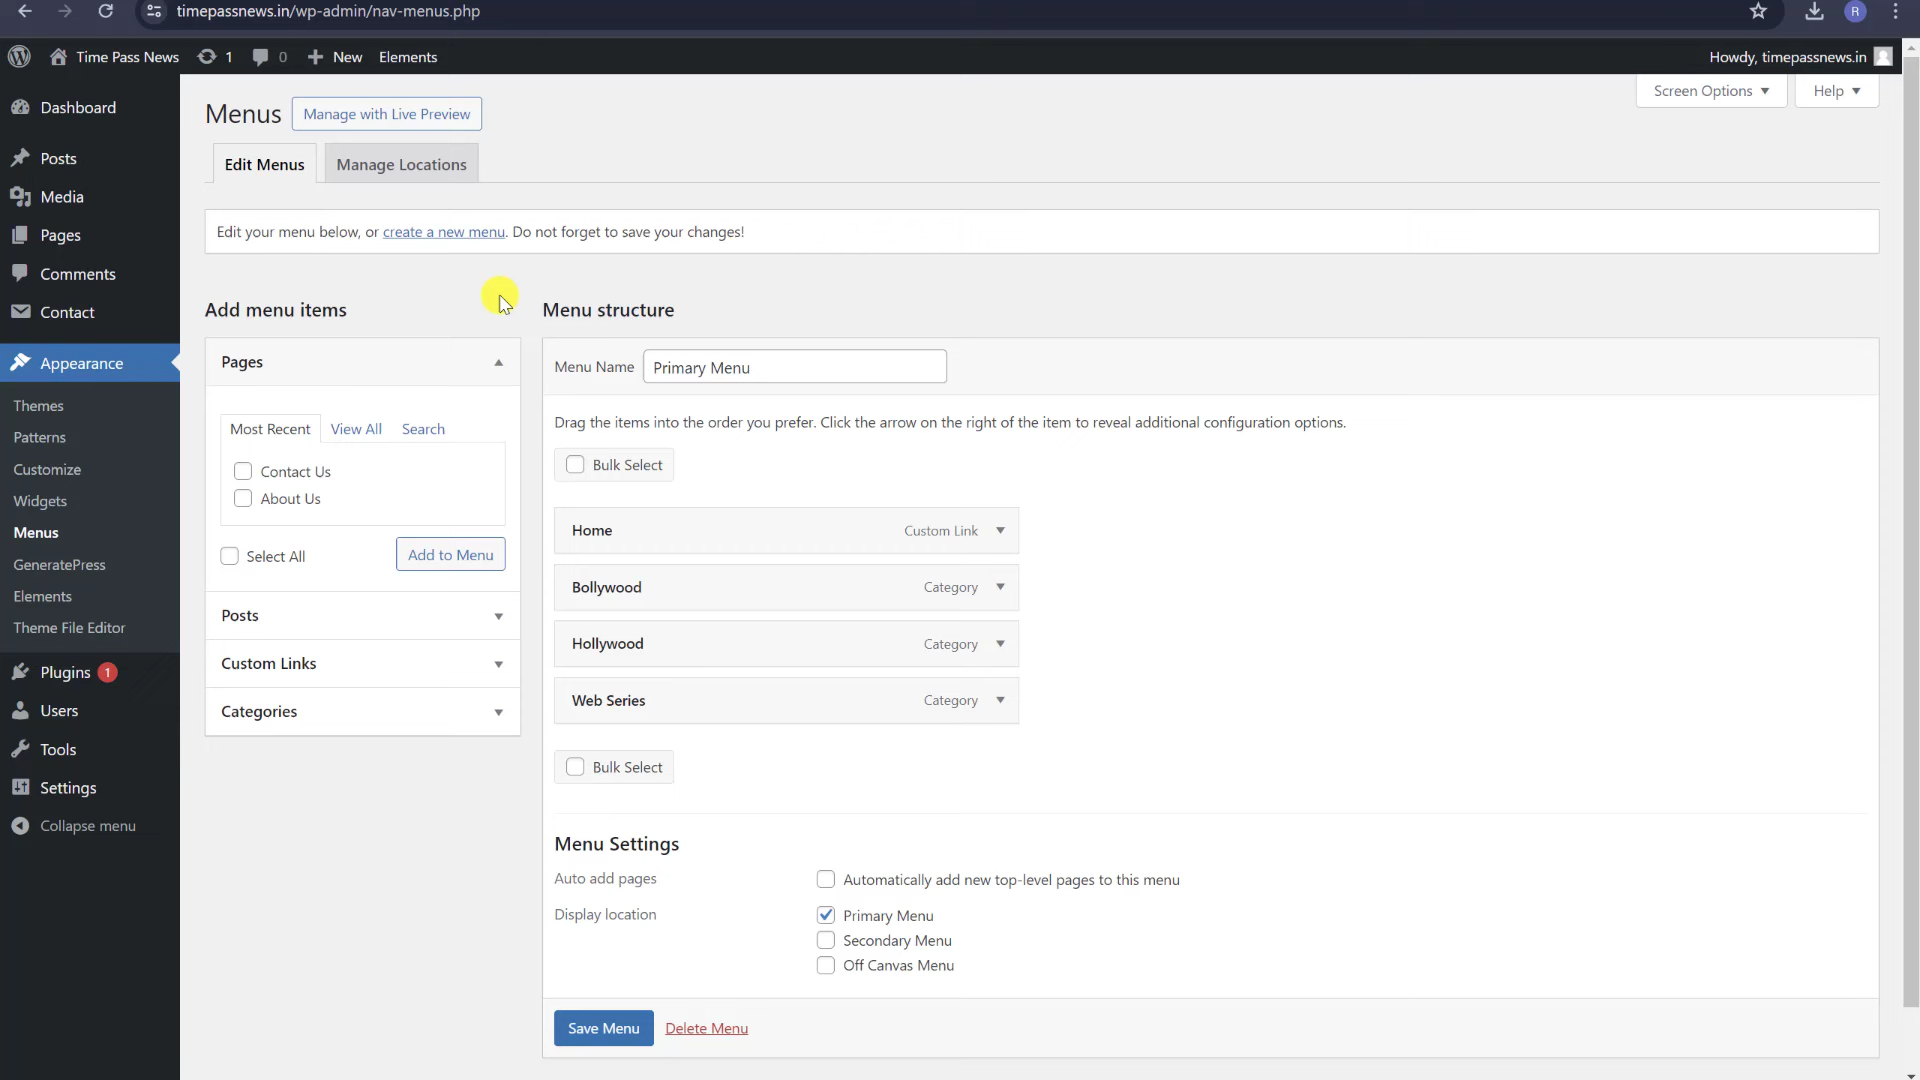 timepassnews.in/wp-admin/nav-menus.php
R
Time Pass News
1
0
New
Elements
Howdy, timepassnews.in
Dashboard
Posts
Media
Pages
Comments
Contact
Appearance
Themes
Patterns
Customize
Widgets
Menus
GeneratePress
Elements
Theme File Editor
Plugins 1
Users
Tools
Settings
Collapse menu
Screen Options
Help
Menus
Manage with Live Preview
Edit Menus
Manage Locations
Edit your menu below, or create a new menu. Do not forget to save your changes!
Add menu items
Pages
Most Recent
View All
Search
Contact Us
About Us
Select All
Add to Menu
Posts
Custom Links
Categories
Menu structure
Menu Name
Primary Menu
Drag the items into the order you prefer. Click the arrow on the right of the item to reveal additional configuration options.
Bulk Select
Home Custom Link
Bollywood Category
Hollywood Category
Web Series Category
Bulk Select
Menu Settings
Auto add pages
Automatically add new top-level pages to this menu
Display location
Primary Menu
Secondary Menu
Off Canvas Menu
Save Menu
Delete Menu